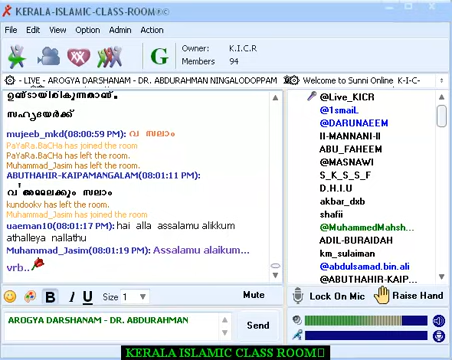 KERALA-ISLAMIC-CLASS-ROOM®©
File Edit View Option Admin Action
G
Owner: K.I.C.R
Members 94
- LIVE - AROGYA DARSHANAM - DR. ABDURAHMAN NINGALODOPPAM
Admin
Welcome to Sunni Online K-I-C-
ഉണ്ടായിരിക്കുന്നതാണ്.
സഹൃദയർക്ക്
mujeeb_mkd(08:00:59 PM): വ സലാം
PaYaRa.BaCHa has joined the room
PaYaRa.BaCHa has left the room.
Muhammad_Jasim has left the room.
ABUTHAHIR-KAIPAMANGALAM(08:01:11 PM):
വ'അലൈക്കും സലാം
kundookv has left the room.
Muhammad_Jasim has joined the room
uaeman10(08:01:17 PM): hai alla assalamu alikkum
athalleya nallathu
Muhammad_Jasim(08:01:19 PM): Assalamu alaikum...
vrb..
@Live_KICR
@1smaiL
@DARUNAEEM
II-MANNANI-II
ABU_FAHEEM
@MASNAWI
S_K_S_S_F
D.H.I.U
akbar_dxb
shafii
@MuhammedMahsh...
ADIL-BURAIDAH
km_sulaiman
@abdulsamad.bin.ali
@ABUTHAHIR-KAIP...
B I U Size 1 Mute
Lock On Mic Raise Hand
AROGYA DARSHANAM - DR. ABDURAHMAN
Send
KERALA ISLAMIC CLASS ROOM